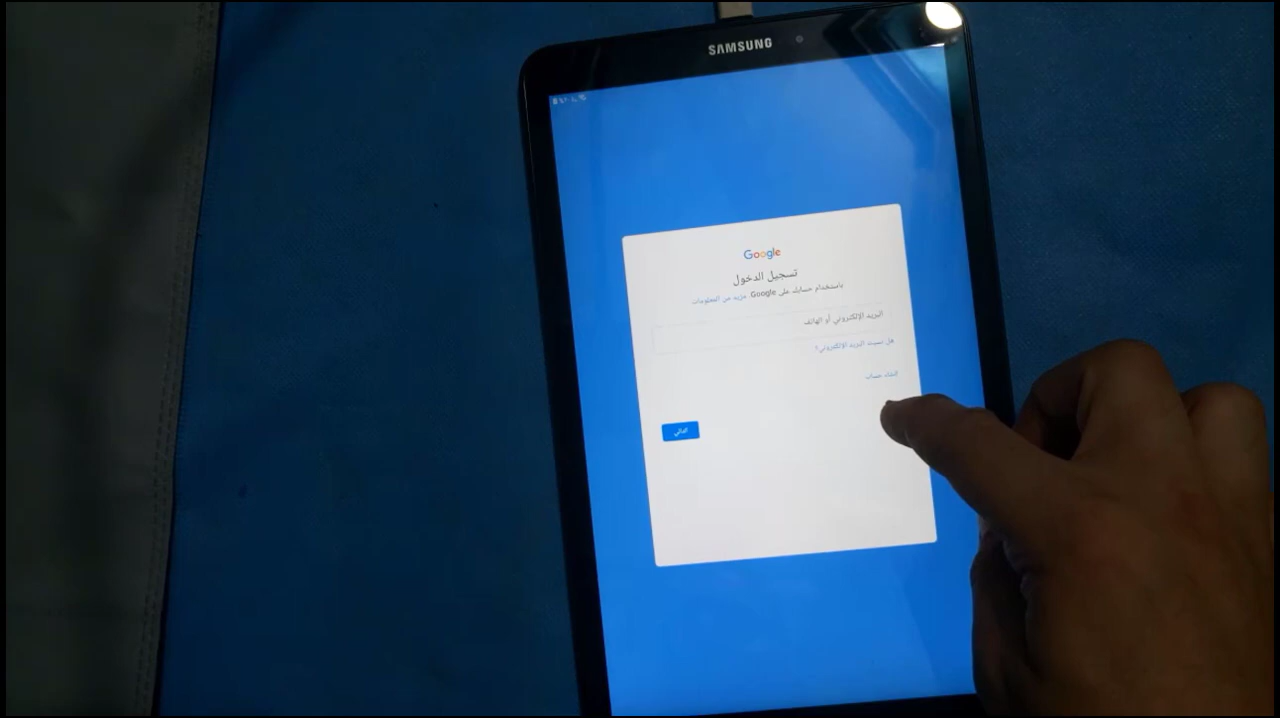 SAMSUNG
Google
تسجيل الدخول
باستخدام حسابك على Google. مزيد من المعلومات
البريد الإلكتروني أو الهاتف
هل نسيت البريد الإلكتروني؟
إنشاء حساب
التالي